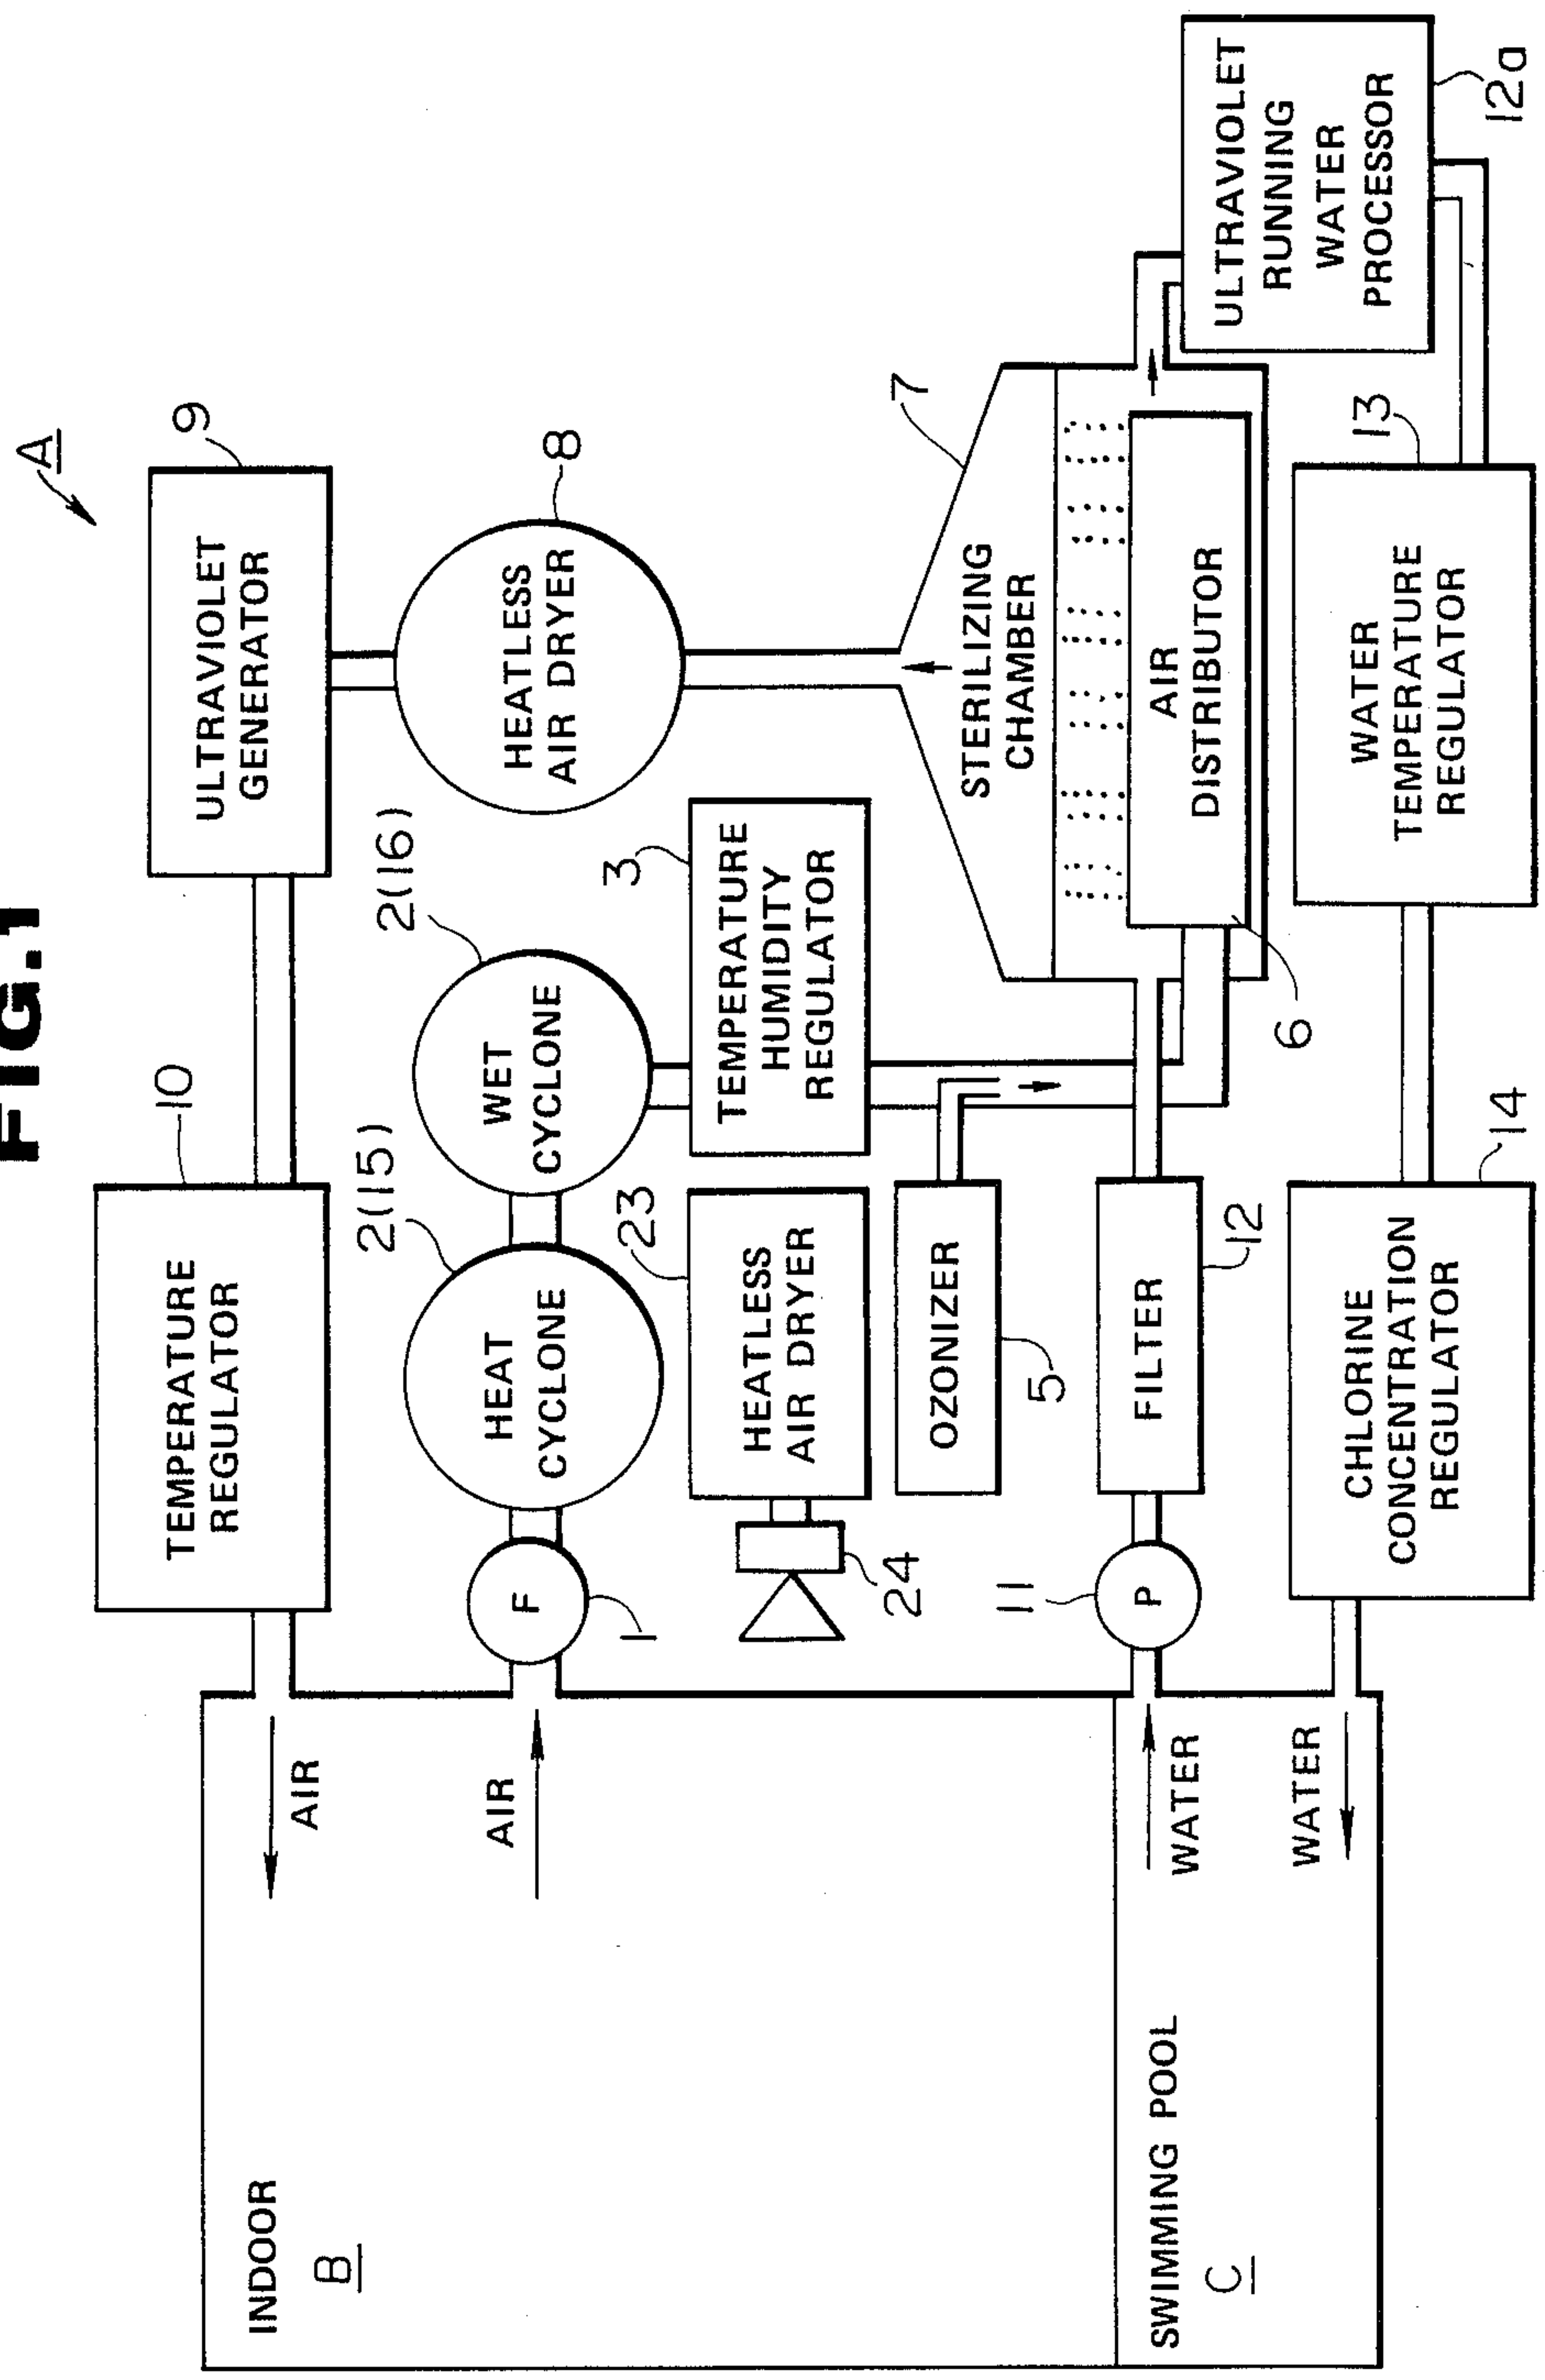 FIG.1
A
TEMPERATURE
REGULATOR
10
ULTRAVIOLET
GENERATOR
9
AIR
AIR
F
1
HEAT
CYCLONE
2(15)
WET
CYCLONE
2(16)
HEATLESS
AIR DRYER
8
24
HEATLESS
AIR DRYER
23
TEMPERATURE
HUMIDITY
REGULATOR
3
OZONIZER
5
STERILIZING
CHAMBER
7
AIR
DISTRIBUTOR
6
WATER
P
11
FILTER
12
ULTRAVIOLET
RUNNING
WATER
PROCESSOR
12a
WATER
CHLORINE
CONCENTRATION
REGULATOR
14
WATER
TEMPERATURE
REGULATOR
13
INDOOR
B
SWIMMING POOL
C